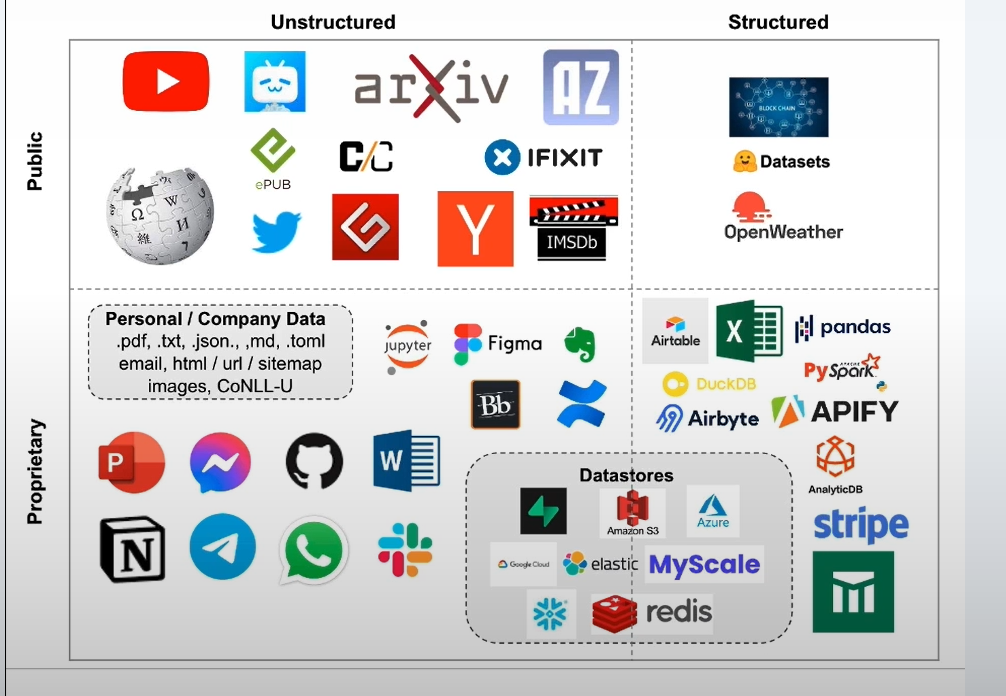 Unstructured
Structured
Public
arXiv
AZ
BLOCK CHAIN
ePUB
C/C
IFIXIT
Datasets
Ω
W
И
維
Y
IMSDb
OpenWeather
Proprietary
Personal / Company Data
.pdf, .txt, .json., ,md, .toml
email, html / url / sitemap
images, CoNLL-U
jupyter
Figma
Airtable
X
pandas
APACHE
PySpark
DuckDB
Bb
Airbyte
APIFY
P
W
AnalyticDB
Datastores
Amazon S3
Azure
stripe
N
Google Cloud
elastic
MyScale
redis